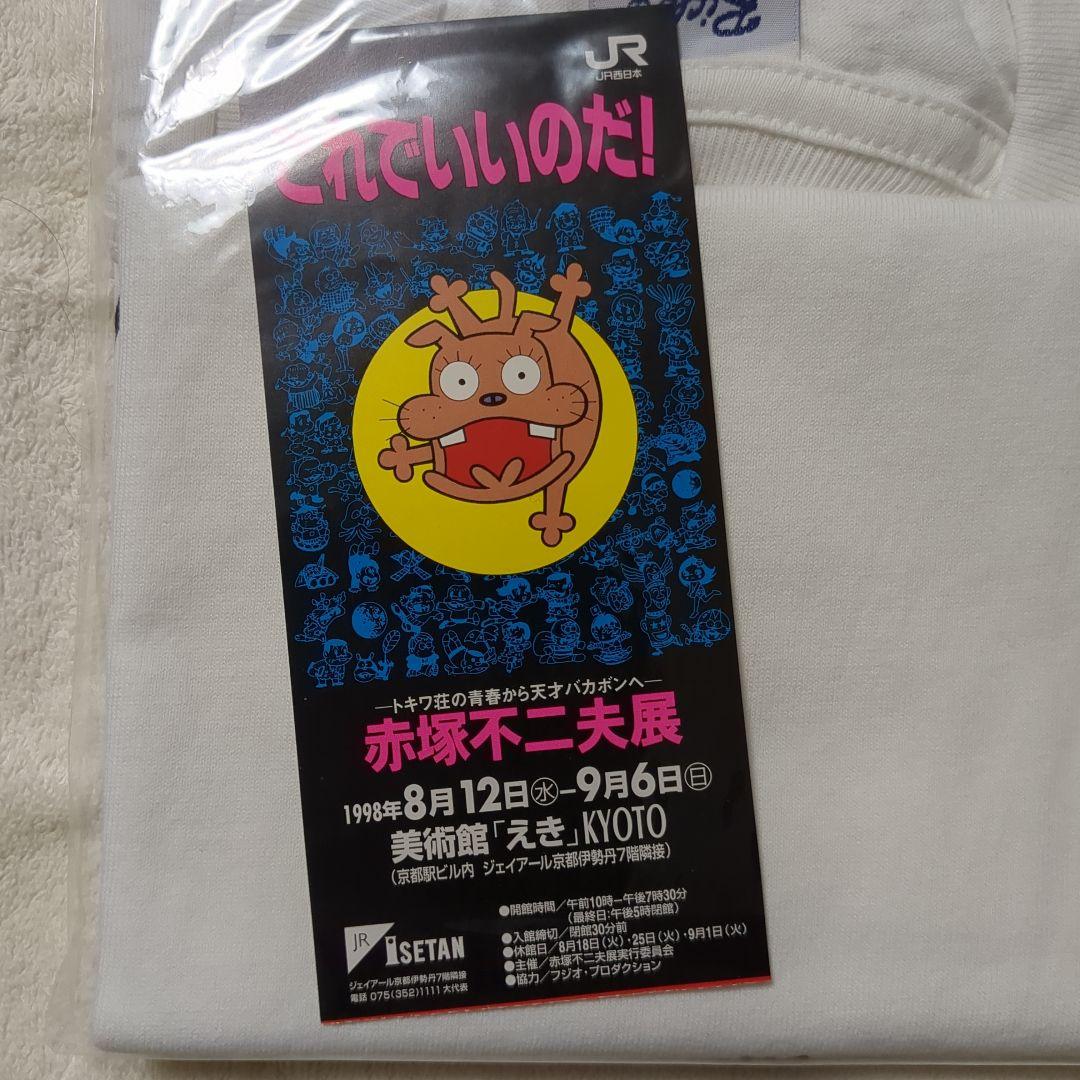 JR
JR西日本
これでいいのだ!
―トキワ荘の青春から天才バカボンへ―
赤塚不二夫展
1998年8月12日㊌―9月6日㊐
美術館「えき」KYOTO
(京都駅ビル内 ジェイアール京都伊勢丹7階隣接)
●開館時間/午前10時―午後7時30分
(最終日:午後5時閉館)
●入館締切/閉館30分前
●休館日/8月18日(火)・25日(火)・9月1日(火)
●主催/赤塚不二夫展実行委員会
●協力/フジオ・プロダクション
JR ISETAN
ジェイアール京都伊勢丹7階隣接
電話 075(352)1111 大代表